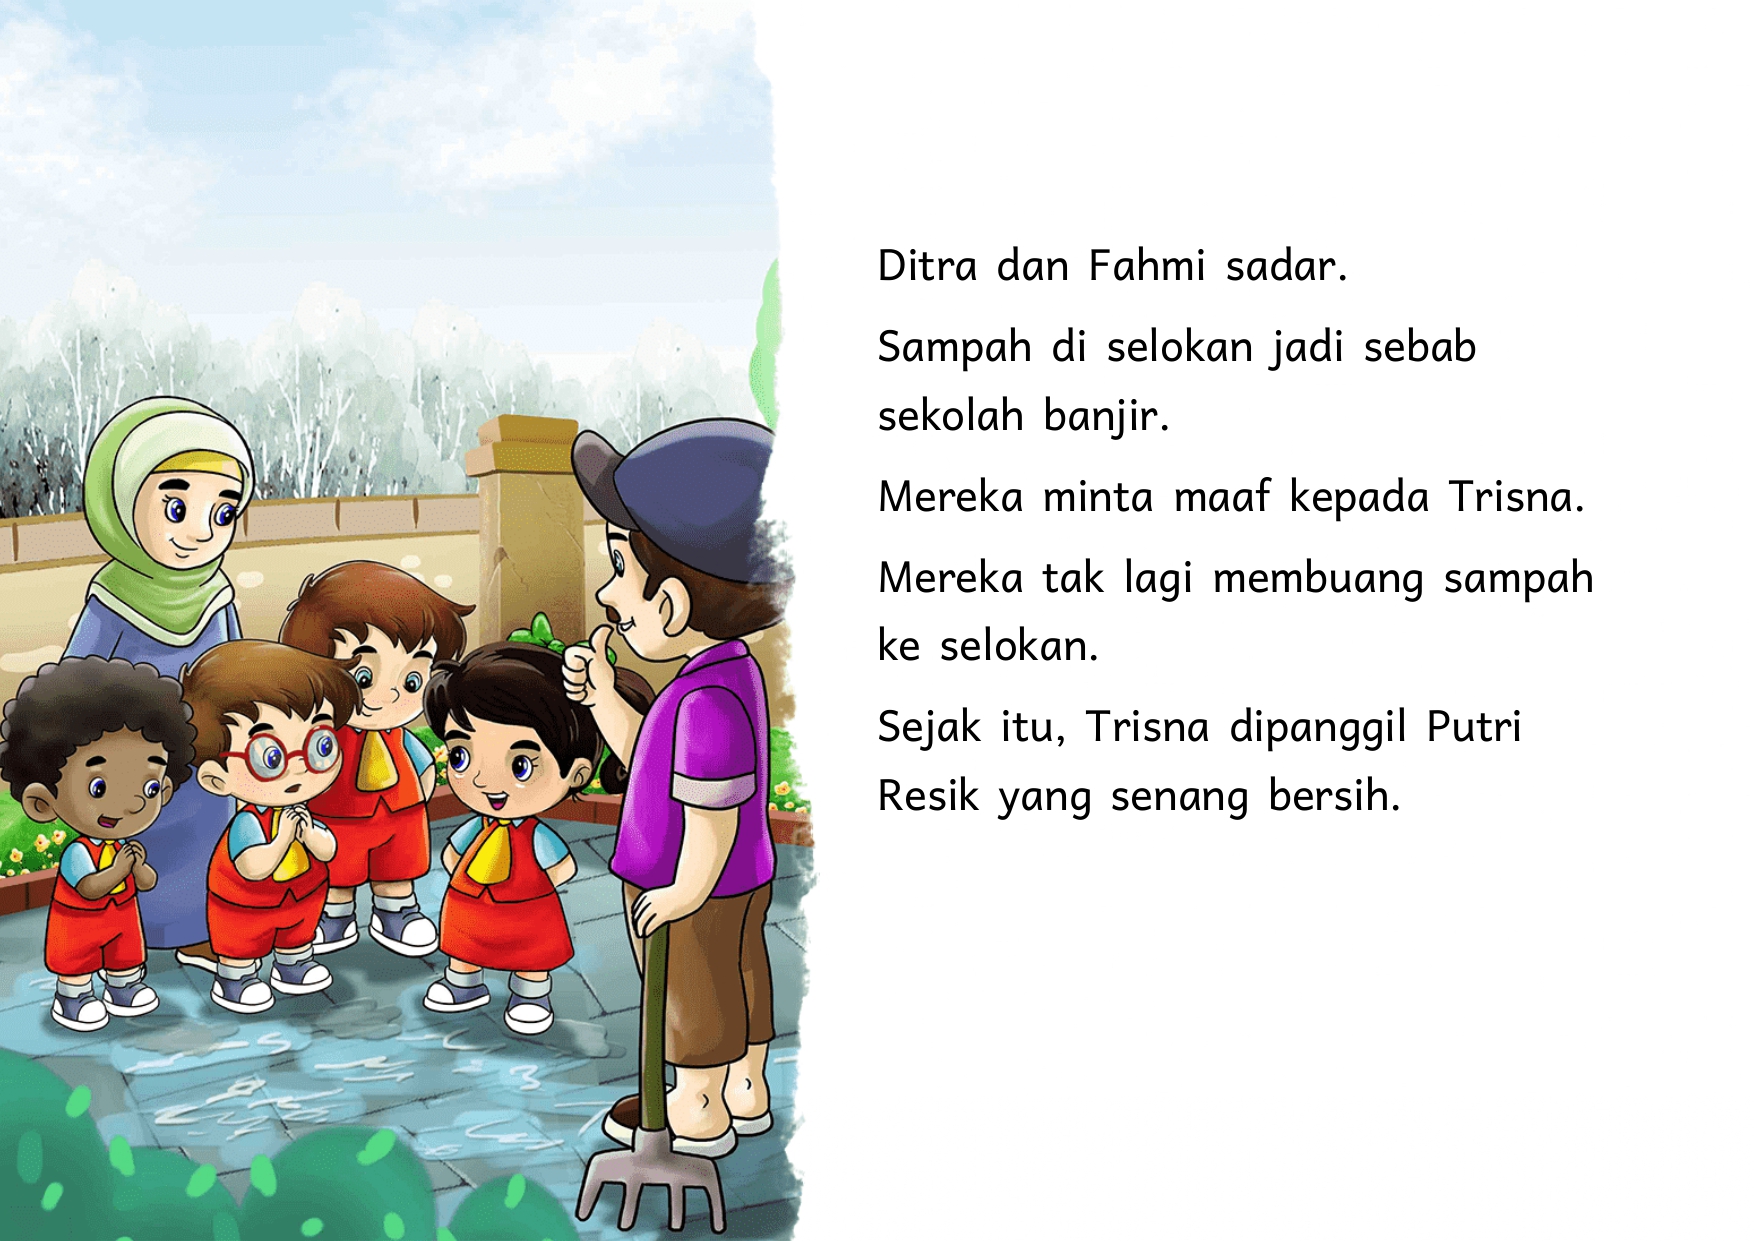 Ditra dan Fahmi sadar.
Sampah di selokan jadi sebab
sekolah banjir.
Mereka minta maaf kepada Trisna.
Mereka tak lagi membuang sampah
ke selokan.
Sejak itu, Trisna dipanggil Putri
Resik yang senang bersih.